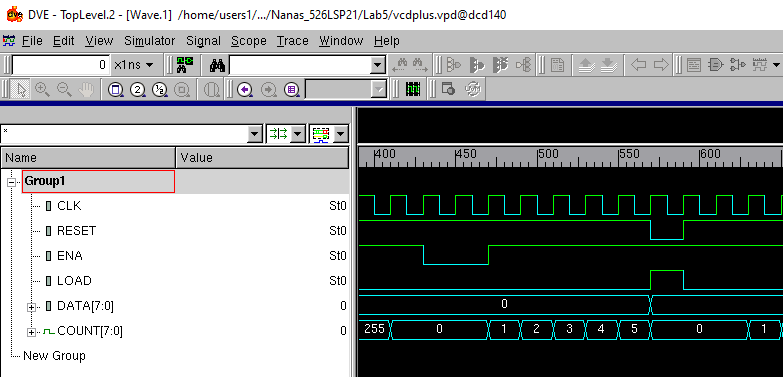 DVE - TopLevel.2 - [Wave.1] /home/users1/.../Nanas_526LSP21/Lab5/vcdplus.vpd@dcd140
File Edit View Simulator Signal Scope Trace Window Help
0 x1ns
2 ½
*
Name Value
400 450 500 550 600
Group1
CLK St0
RESET St0
ENA St0
LOAD St0
DATA[7:0] 0 0
COUNT[7:0] 0 255 0 1 2 3 4 5 0 1
New Group